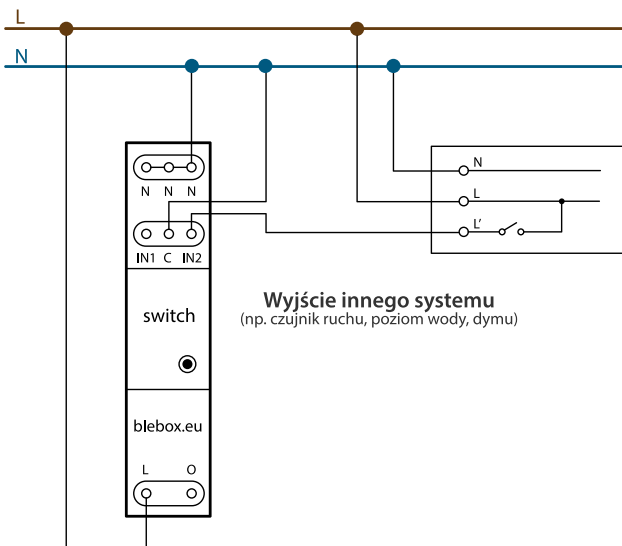 L
N
N N N
IN1 C IN2
switch
blebox.eu
L O
N
L
L'
Wyjście innego systemu
(np. czujnik ruchu, poziom wody, dymu)